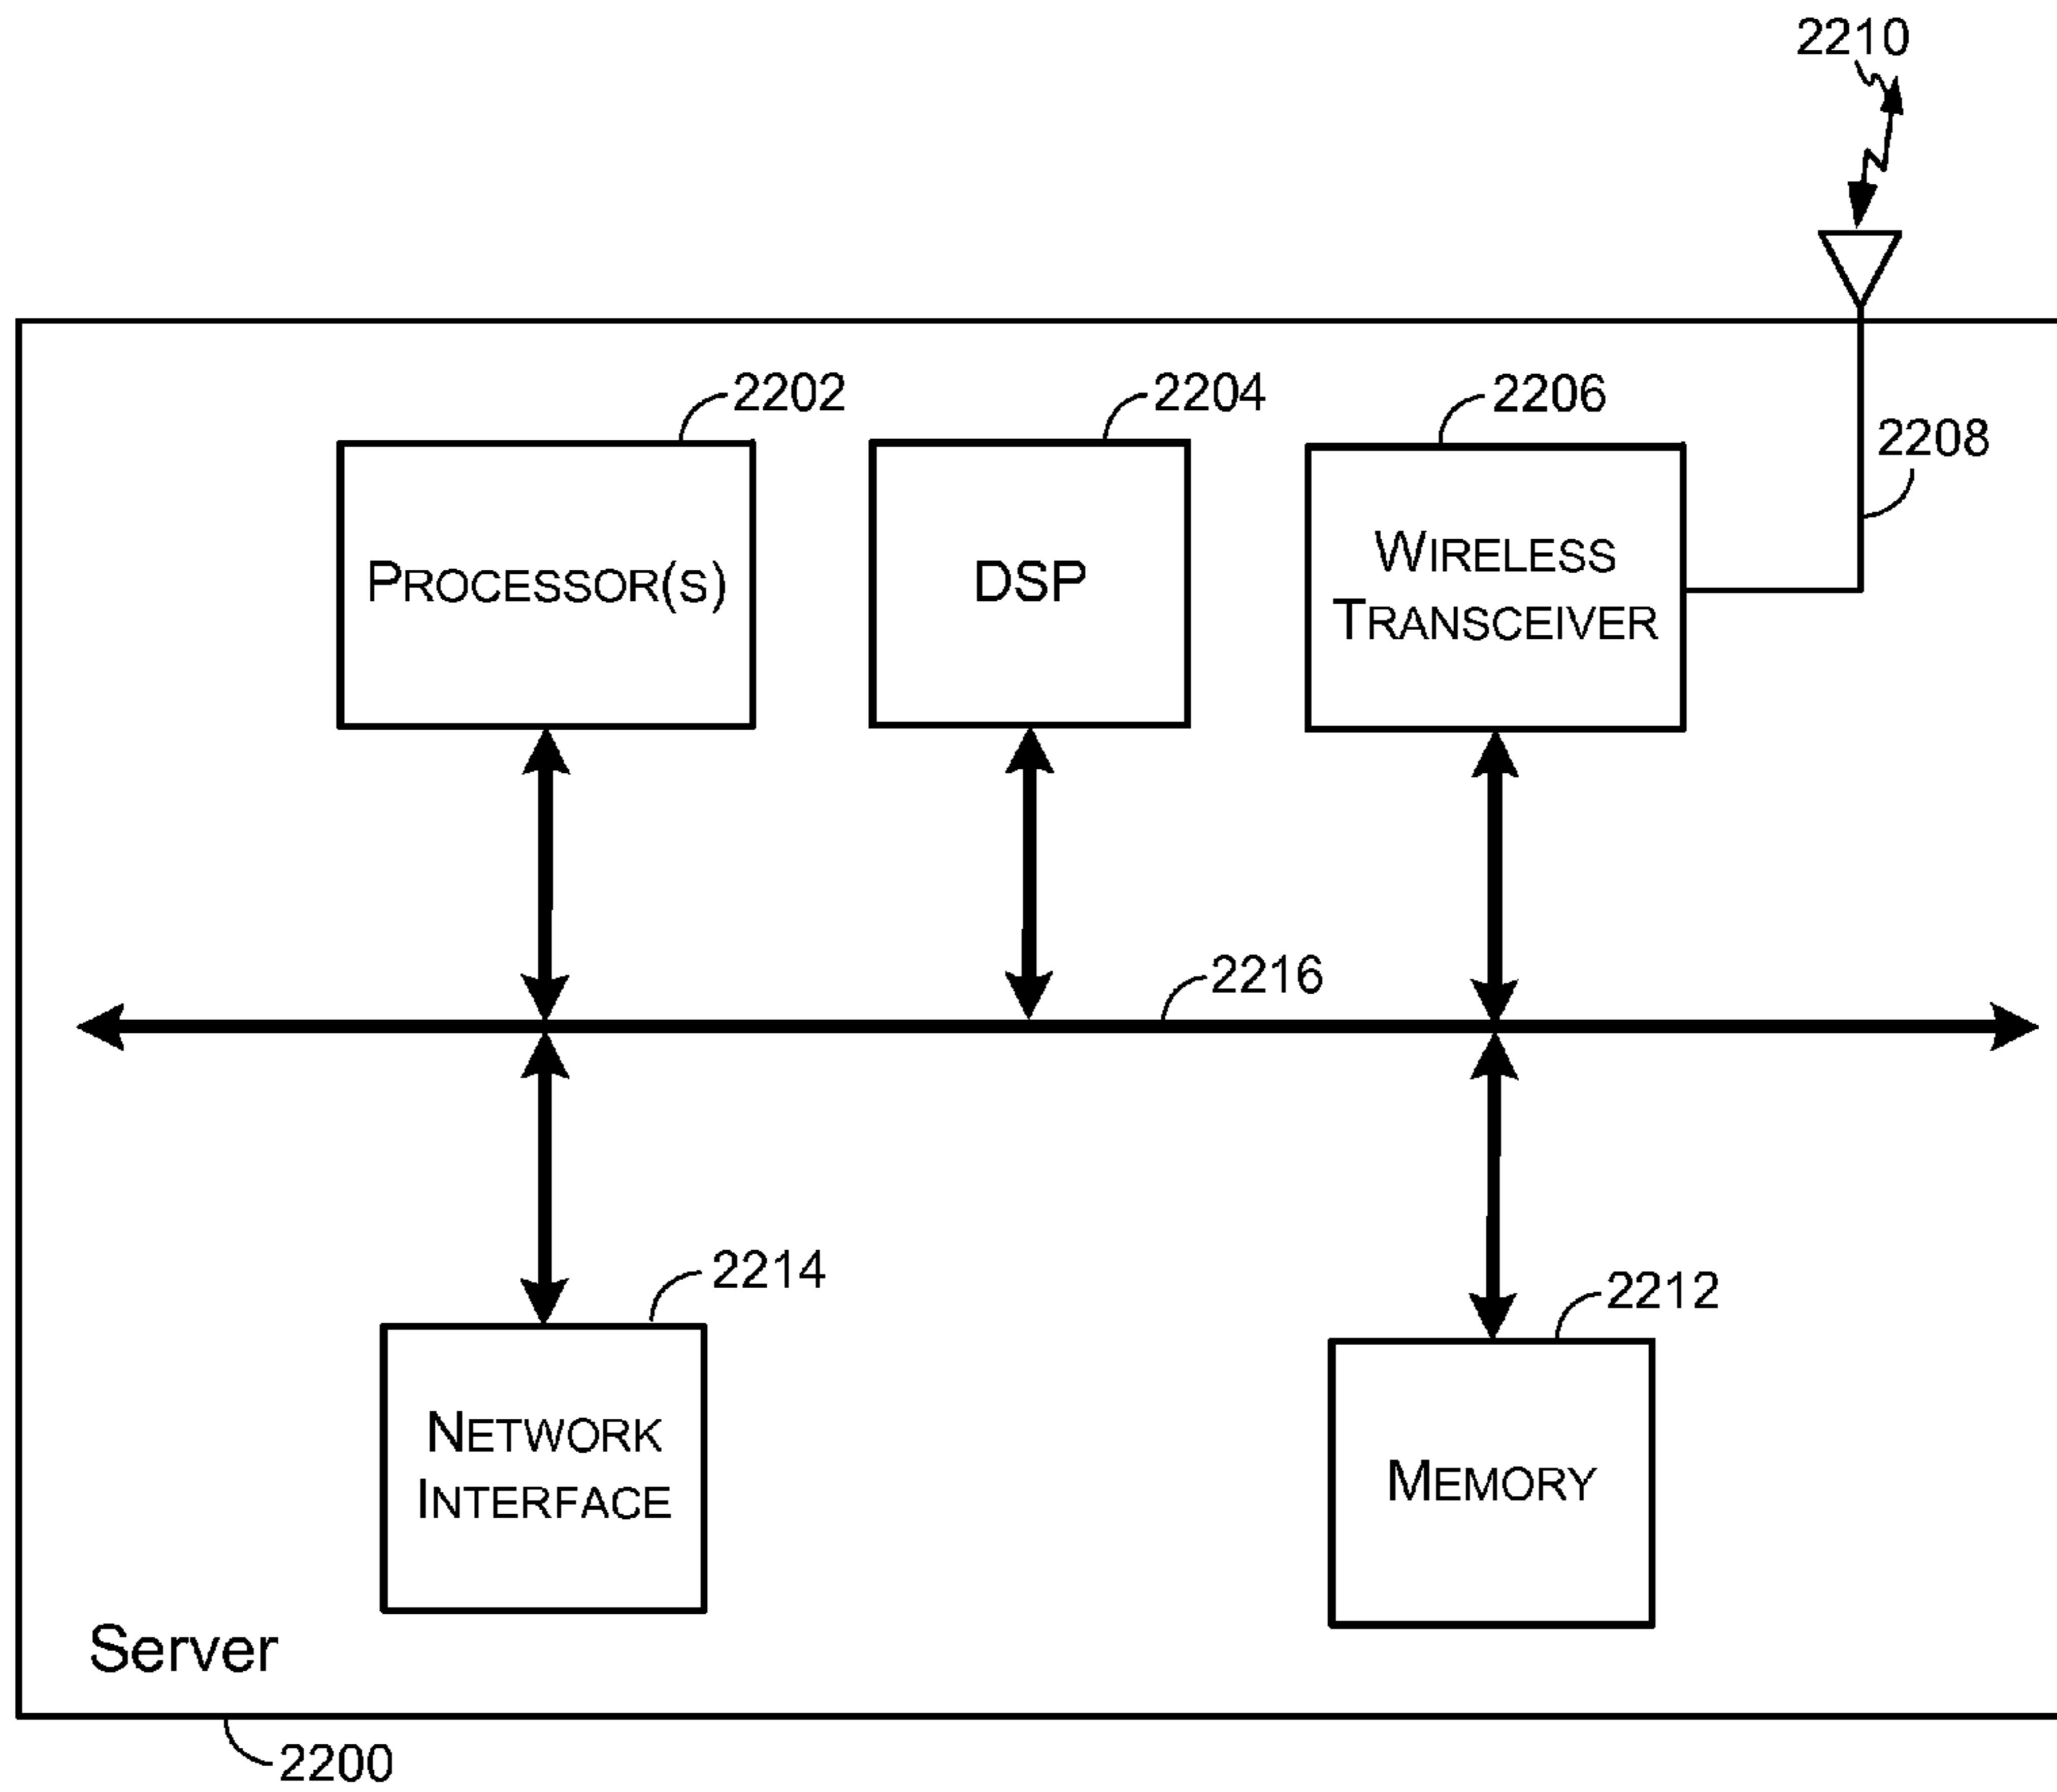 2210
2202
2204
2206
2208
PROCESSOR(S)
DSP
WIRELESS
TRANSCEIVER
2216
2214
2212
NETWORK
INTERFACE
MEMORY
Server
2200